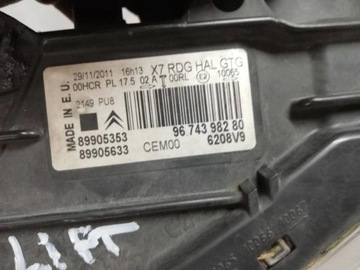 29/11/2011 16h13 X7 RDG HAL GTG
00HCR PL 17.5 02 A T 00RL E2 10065
MADE IN E.U.
2149 PU8
89905353 96 743 982 80
89905633 CEM00 6208V9